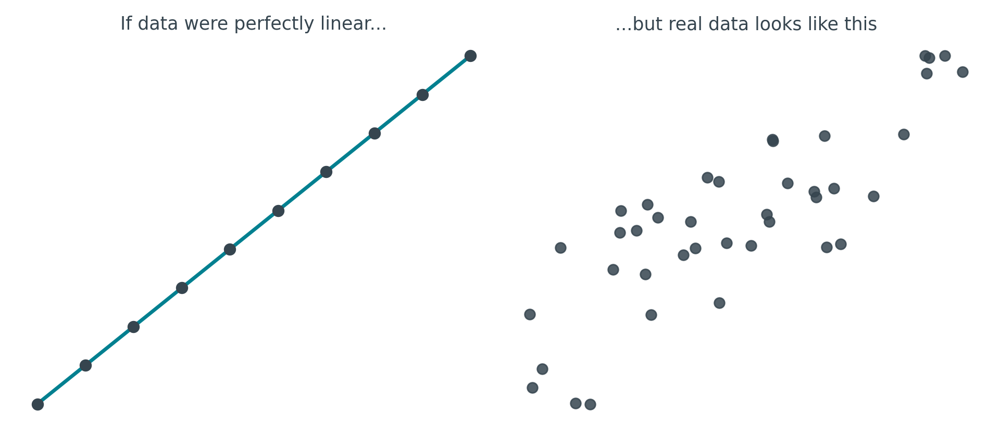 If data were perfectly linear...
...but real data looks like this